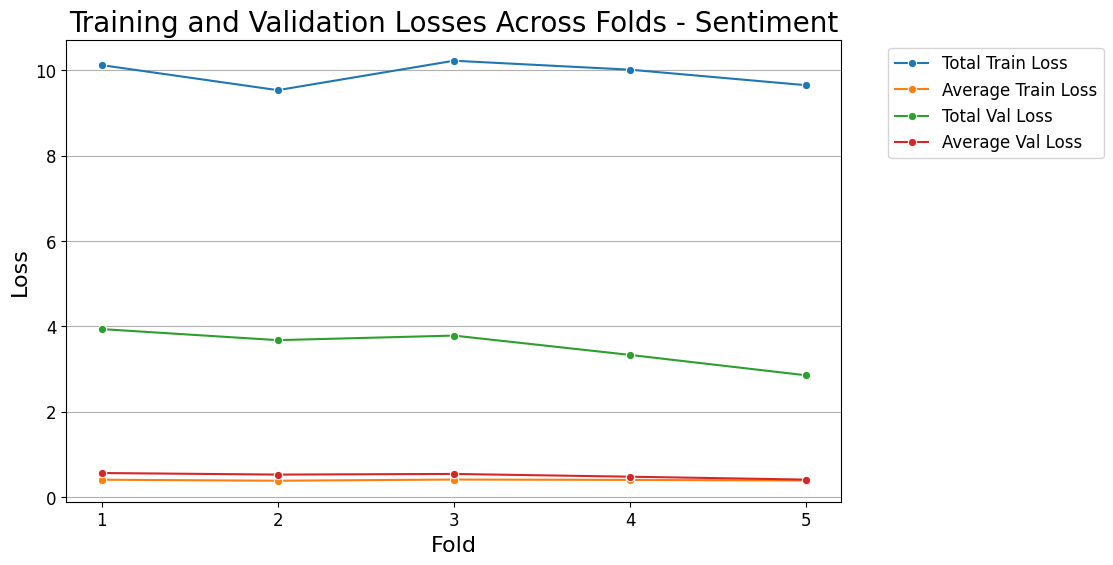 Training and Validation Losses Across Folds - Sentiment
Total Train Loss
Average Train Loss
Total Val Loss
Average Val Loss
Loss
10
8
6
4
2
0
1 2 3 4 5
Fold